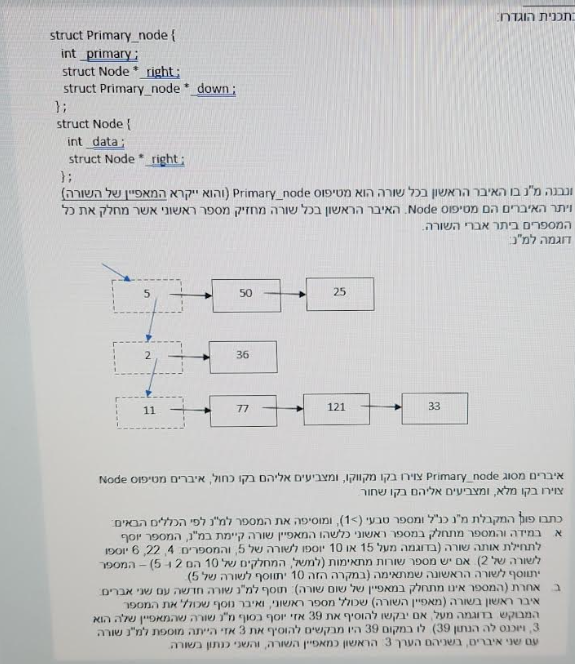 בתכנית הוגדרו:
struct Primary_node {
int _primary;
struct Node * _right;
struct Primary_node * _down;
};
struct Node {
int _data;
struct Node * _right;
};
ונבנה מ"נ בו האיבר הראשון בכל שורה הוא מטיפוס Primary_node (והוא ייקרא המאפיין של השורה)
ויתר האיברים הם מטיפוס Node. האיבר הראשון בכל שורה מחזיק מספר ראשוני אשר מחלק את כל
המספרים ביתר אברי השורה.
דוגמה למ"נ
5 50 25
2 36
11 77 121 33
איברים מסוג Primary_node צוירו בקו מקווקו, ומצביעים אליהם בקו כחול, איברים מטיפוס Node
צוירו בקו מלא, ומצביעים אליהם בקו שחור
כתבו פונ' המקבלת מ"נ כנ"ל ומספר טבעי (>1), ומוסיפה את המספר למ"נ לפי הכללים הבאים:
א. במידה והמספר מתחלק במספר ראשוני כלשהו המאפיין שורה קיימת במ"נ, המספר יוסף
לתחילת אותה שורה (בדוגמה מעל 15 או 10 יוספו לשורה של 5, והמספרים: 4, 22, 6 יוספו
לשורה של 2). אם יש מספר שורות מתאימות (למשל, המחלקים של 10 הם 2 ו- 5) – המספר
יתווסף לשורה הראשונה שמתאימה (במקרה הזה 10 יתווסף לשורה של 5).
ב. אחרת (המספר אינו מתחלק במאפיין של שום שורה): תוסף למ"נ שורה חדשה עם שני אברים:
איבר ראשון בשורה (מאפיין השורה) שכולל מספר ראשוני, ואיבר נוסף שכולל את המספר
המבוקש. בדוגמה מעל, אם יבקשו להוסיף את 39 אזי יוסף בסוף מ"נ שורה שהמאפיין שלה הוא
3, ויוכנס לה הנתון 39) לו במקום 39 היו מבקשים להוסיף את 3 אזי הייתה מוספת למ"נ שורה
עם שני איברים, בשניהם הערך 3: הראשון כמאפיין השורה, והשני כנתון בשורה.